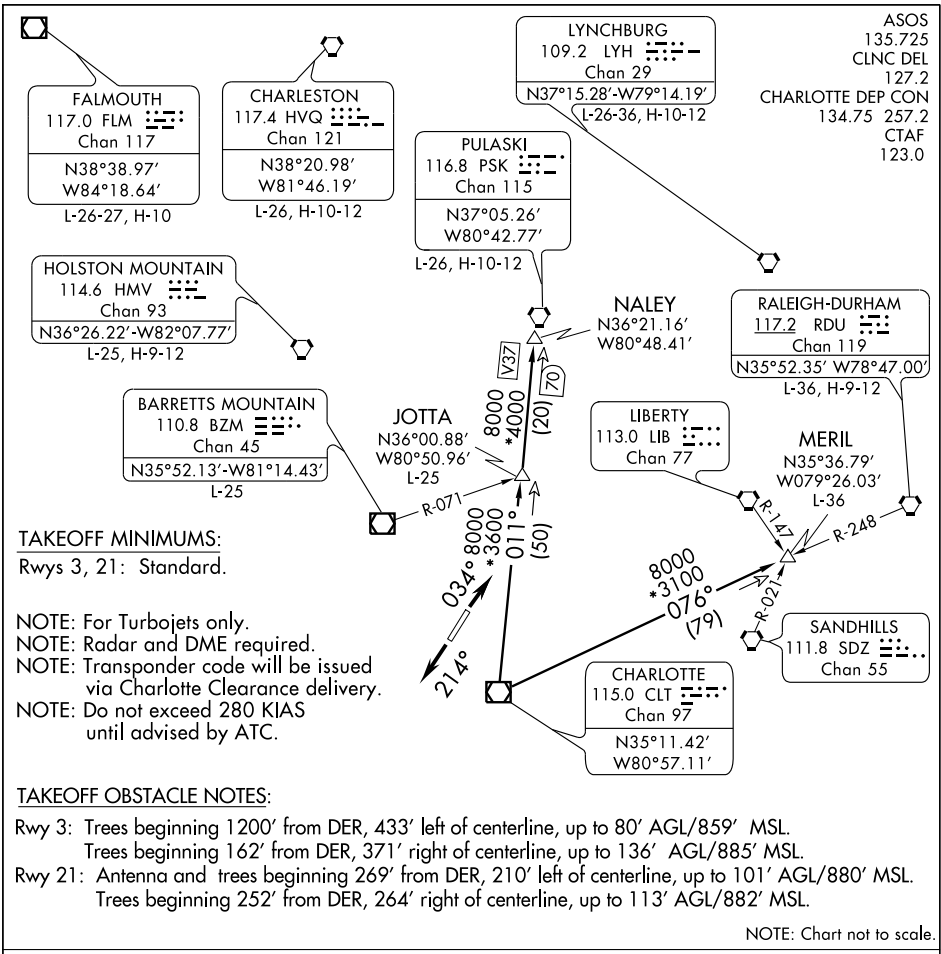 ASOS
135.725
CLNC DEL
127.2
CHARLOTTE DEP CON
134.75 257.2
CTAF
123.0
LYNCHBURG
109.2 LYH
Chan 29
N37°15.28'-W79°14.19'
L-26-36, H-10-12
FALMOUTH
117.0 FLM
Chan 117
N38°38.97'
W84°18.64'
L-26-27, H-10
CHARLESTON
117.4 HVQ
Chan 121
N38°20.98'
W81°46.19'
L-26, H-10-12
PULASKI
116.8 PSK
Chan 115
N37°05.26'
W80°42.77'
L-26, H-10-12
HOLSTON MOUNTAIN
114.6 HMV
Chan 93
N36°26.22'-W82°07.77'
L-25, H-9-12
NALEY
N36°21.16'
W80°48.41'
RALEIGH-DURHAM
117.2 RDU
Chan 119
N35°52.35' W78°47.00'
L-36, H-9-12
V37
70
8000
*4000
(20)
BARRETTS MOUNTAIN
110.8 BZM
Chan 45
N35°52.13'-W81°14.43'
L-25
JOTTA
N36°00.88'
W80°50.96'
L-25
LIBERTY
113.0 LIB
Chan 77
MERIL
N35°36.79'
W079°26.03'
L-36
R-071
R-147
R-248
R-021
8000
*3600
011°
(50)
034°
214°
8000
*3100
076°
(79)
SANDHILLS
111.8 SDZ
Chan 55
CHARLOTTE
115.0 CLT
Chan 97
N35°11.42'
W80°57.11'
TAKEOFF MINIMUMS:
Rwys 3, 21: Standard.
NOTE: For Turbojets only.
NOTE: Radar and DME required.
NOTE: Transponder code will be issued
via Charlotte Clearance delivery.
NOTE: Do not exceed 280 KIAS
until advised by ATC.
TAKEOFF OBSTACLE NOTES:
Rwy 3: Trees beginning 1200' from DER, 433' left of centerline, up to 80' AGL/859' MSL.
Trees beginning 162' from DER, 371' right of centerline, up to 136' AGL/885' MSL.
Rwy 21: Antenna and trees beginning 269' from DER, 210' left of centerline, up to 101' AGL/880' MSL.
Trees beginning 252' from DER, 264' right of centerline, up to 113' AGL/882' MSL.
NOTE: Chart not to scale.